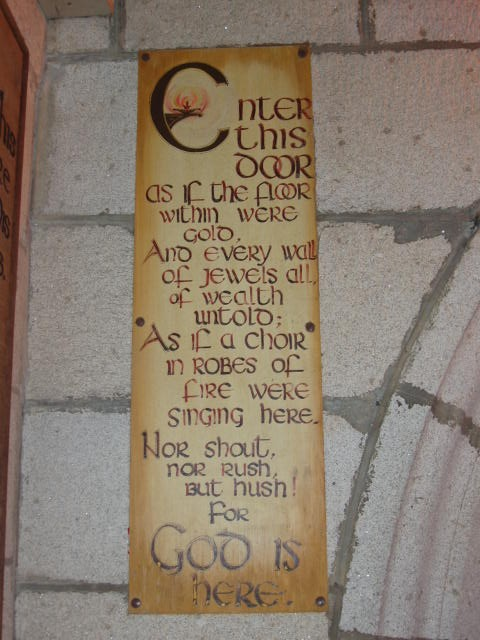 Enter
this
door
as if the floor
within were
gold,
And every wall
of jewels all,
of wealth
untold;
As if a choir
in robes of
fire were
singing here.
Nor shout,
nor rush,
but hush!
For
God is
here.